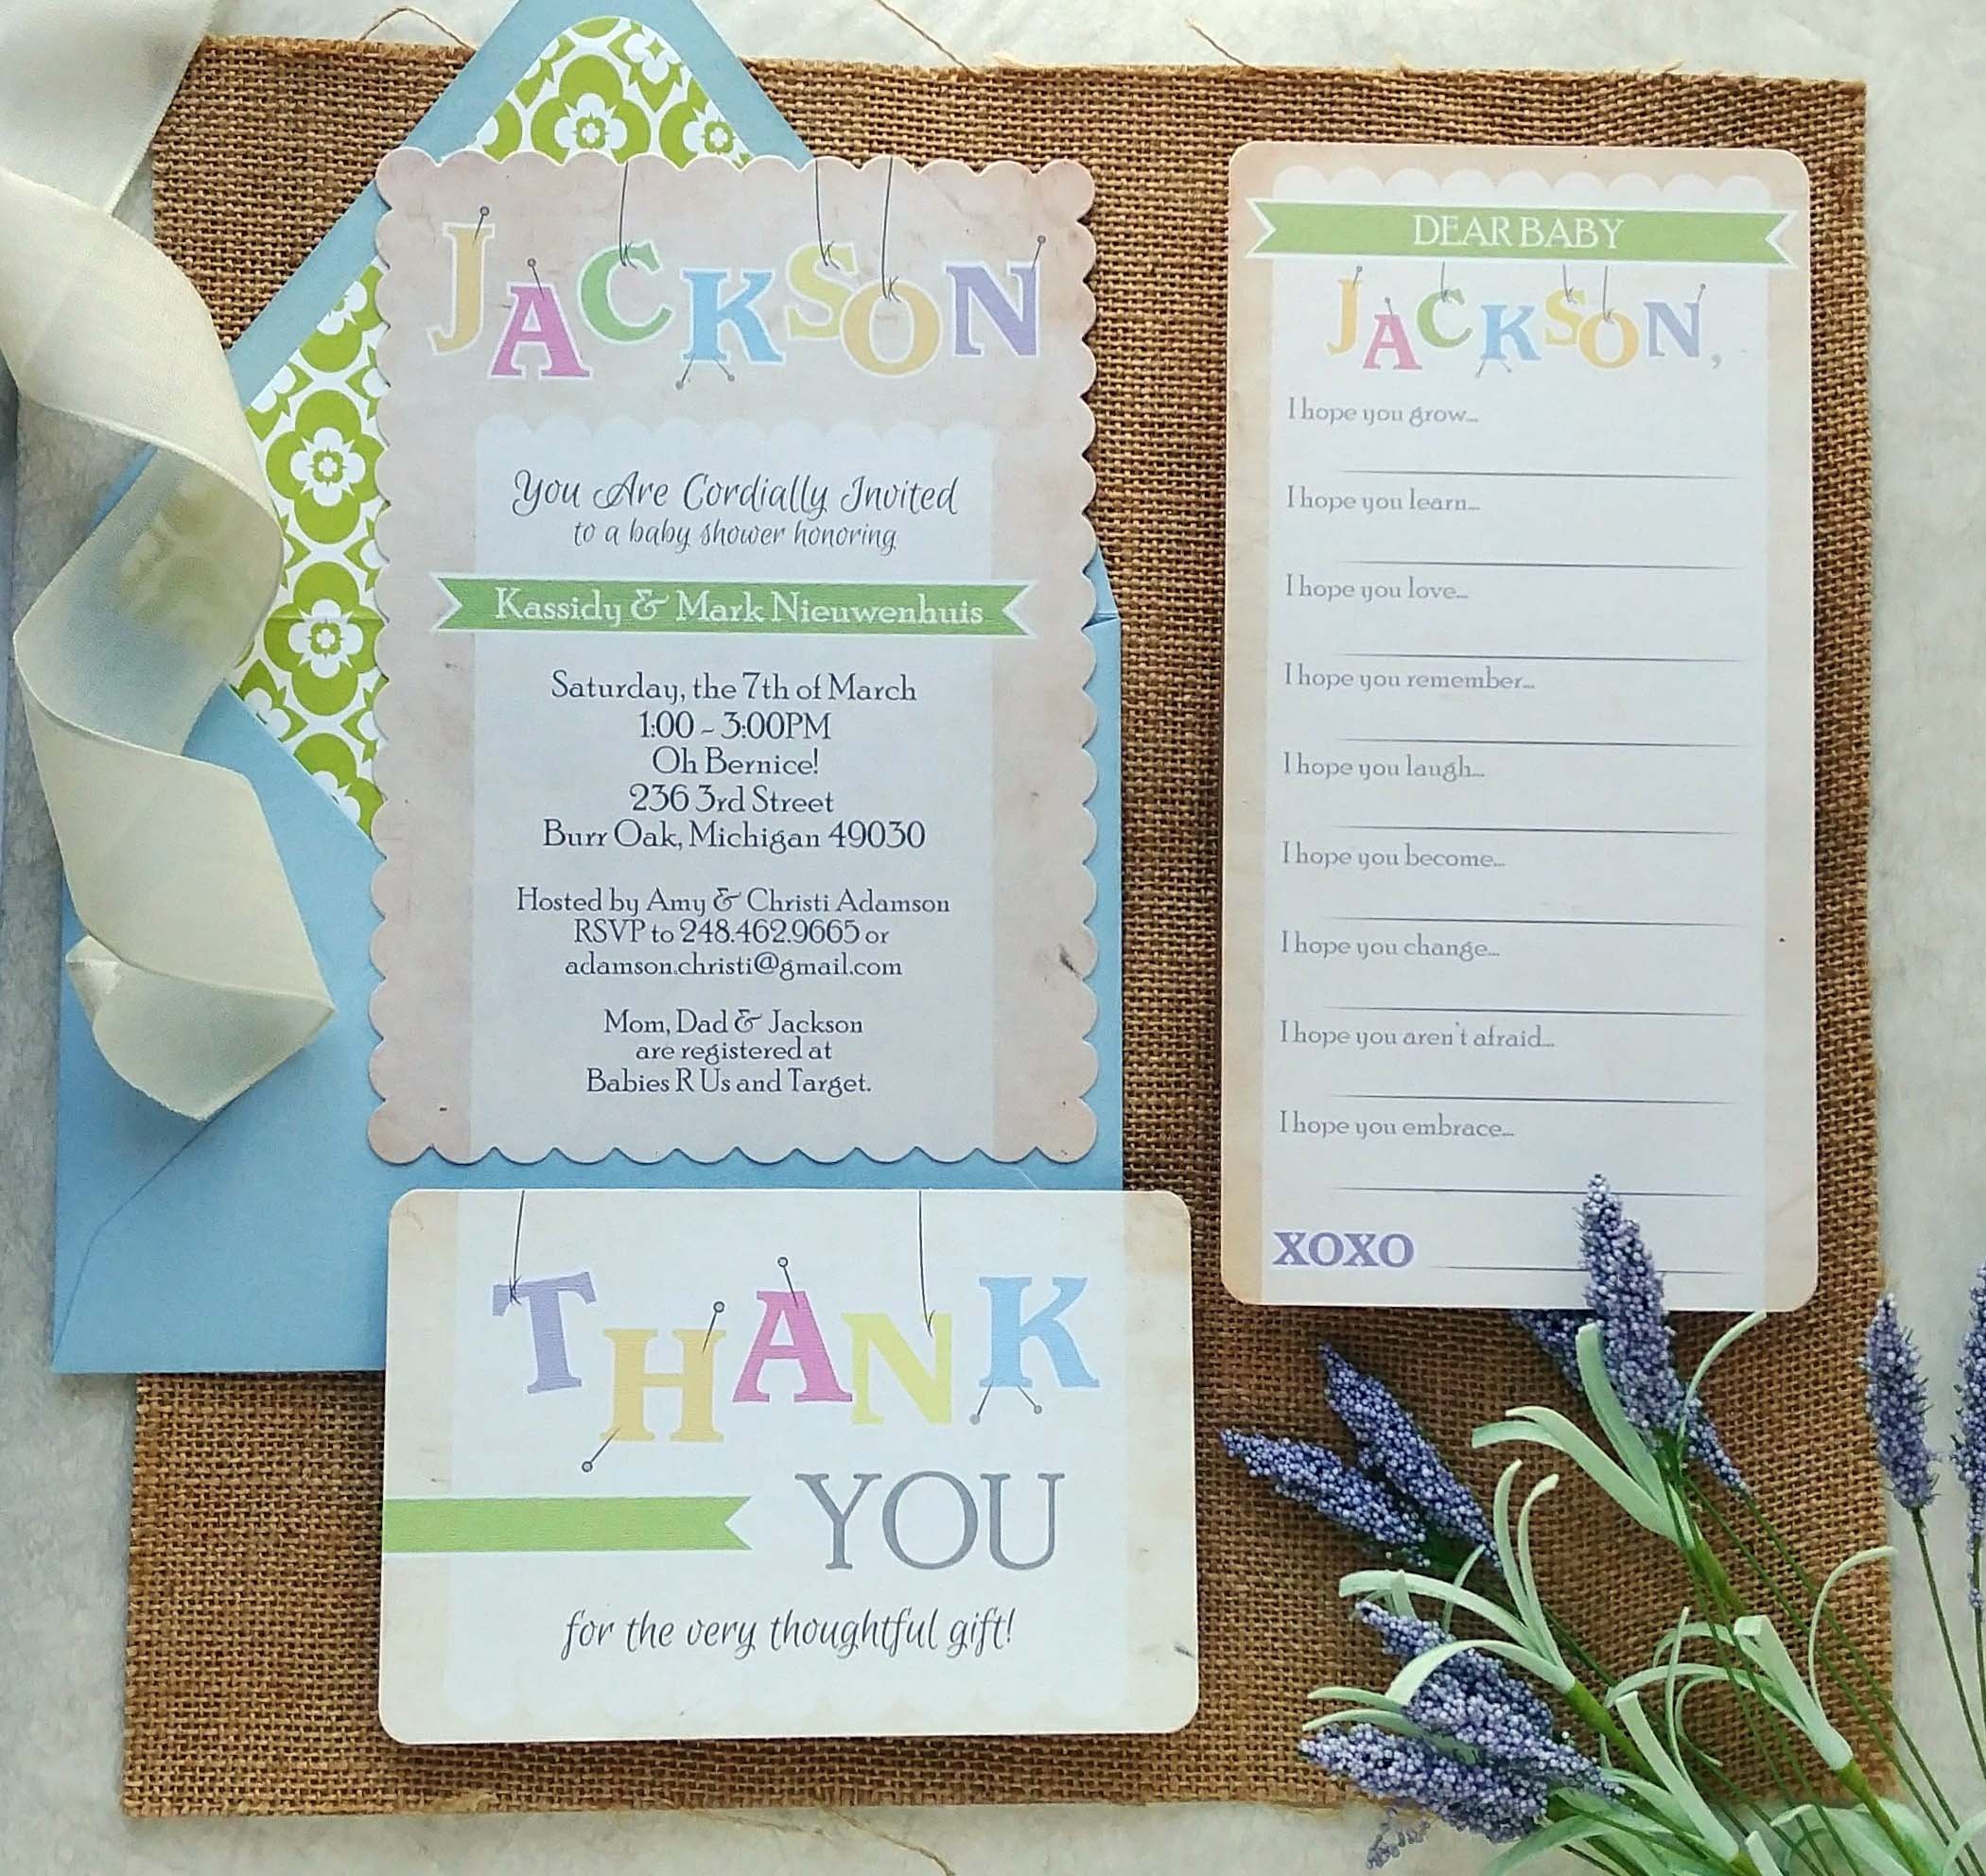 JACKSON
You Are Cordially Invited
to a baby shower honoring
Kassidy & Mark Nieuwenhuis
Saturday, the 7th of March
1:00 ~ 3:00PM
Oh Bernice!
236 3rd Street
Burr Oak, Michigan 49030
Hosted by Amy & Christi Adamson
RSVP to 248.462.9665 or
adamson.christi@gmail.com
Mom, Dad & Jackson
are registered at
Babies R Us and Target.
THANK
YOU
for the very thoughtful gift!
DEAR BABY
JACKSON,
I hope you grow...
I hope you learn...
I hope you love...
I hope you remember...
I hope you laugh...
I hope you become...
I hope you change...
I hope you aren't afraid...
I hope you embrace...
XOXO